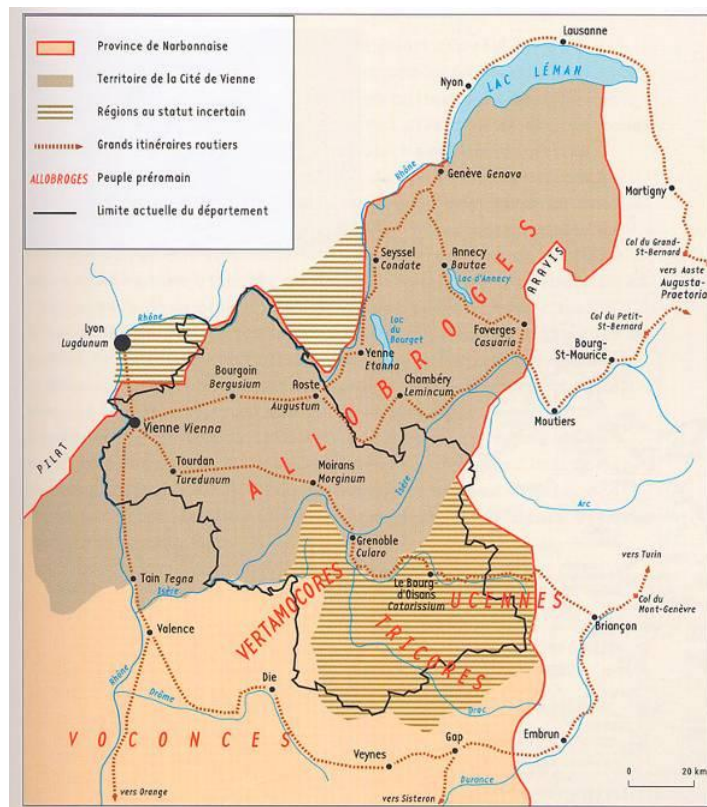 Province de Narbonnaise
Territoire de la Cité de Vienne
Régions au statut incertain
Grands itinéraires routiers
ALLOBROGES Peuple préromain
Limite actuelle du département
Lausanne
LAC LÉMAN
Nyon
Rhône
Genève Genava
Martigny
Col du Grand-
St-Bernard
vers Aoste
Augusta-
Praetoria
Seyssel
Condate
Annecy
Bautae
Lac d'Annecy
ARAVIS
Col du Petit-
St-Bernard
Lyon
Lugdunum
Rhône
Lac
du
Bourget
Faverges
Casuaria
Bourg-
St-Maurice
Yenne
Etanna
Bourgoin
Bergusium
Aoste
Augustum
Chambéry
Lemincum
ALLOBROGES
Moutiers
Vienne Vienna
PILAT
Tourdan
Turedunum
Moirans
Morginum
Isère
Arc
Grenoble
Cularo
Tain Tegna
Isère
Le Bourg-
d'Oisans
Catorissium
UCENNES
VERTAMOCORES
TRICORES
vers Turin
Col du
Mont-Genèvre
Briançon
Valence
Rhône
Die
Drôme
Drac
VOCONCES
Veynes
Gap
Embrun
Durance
vers Orange
vers Sisteron
0 20 km